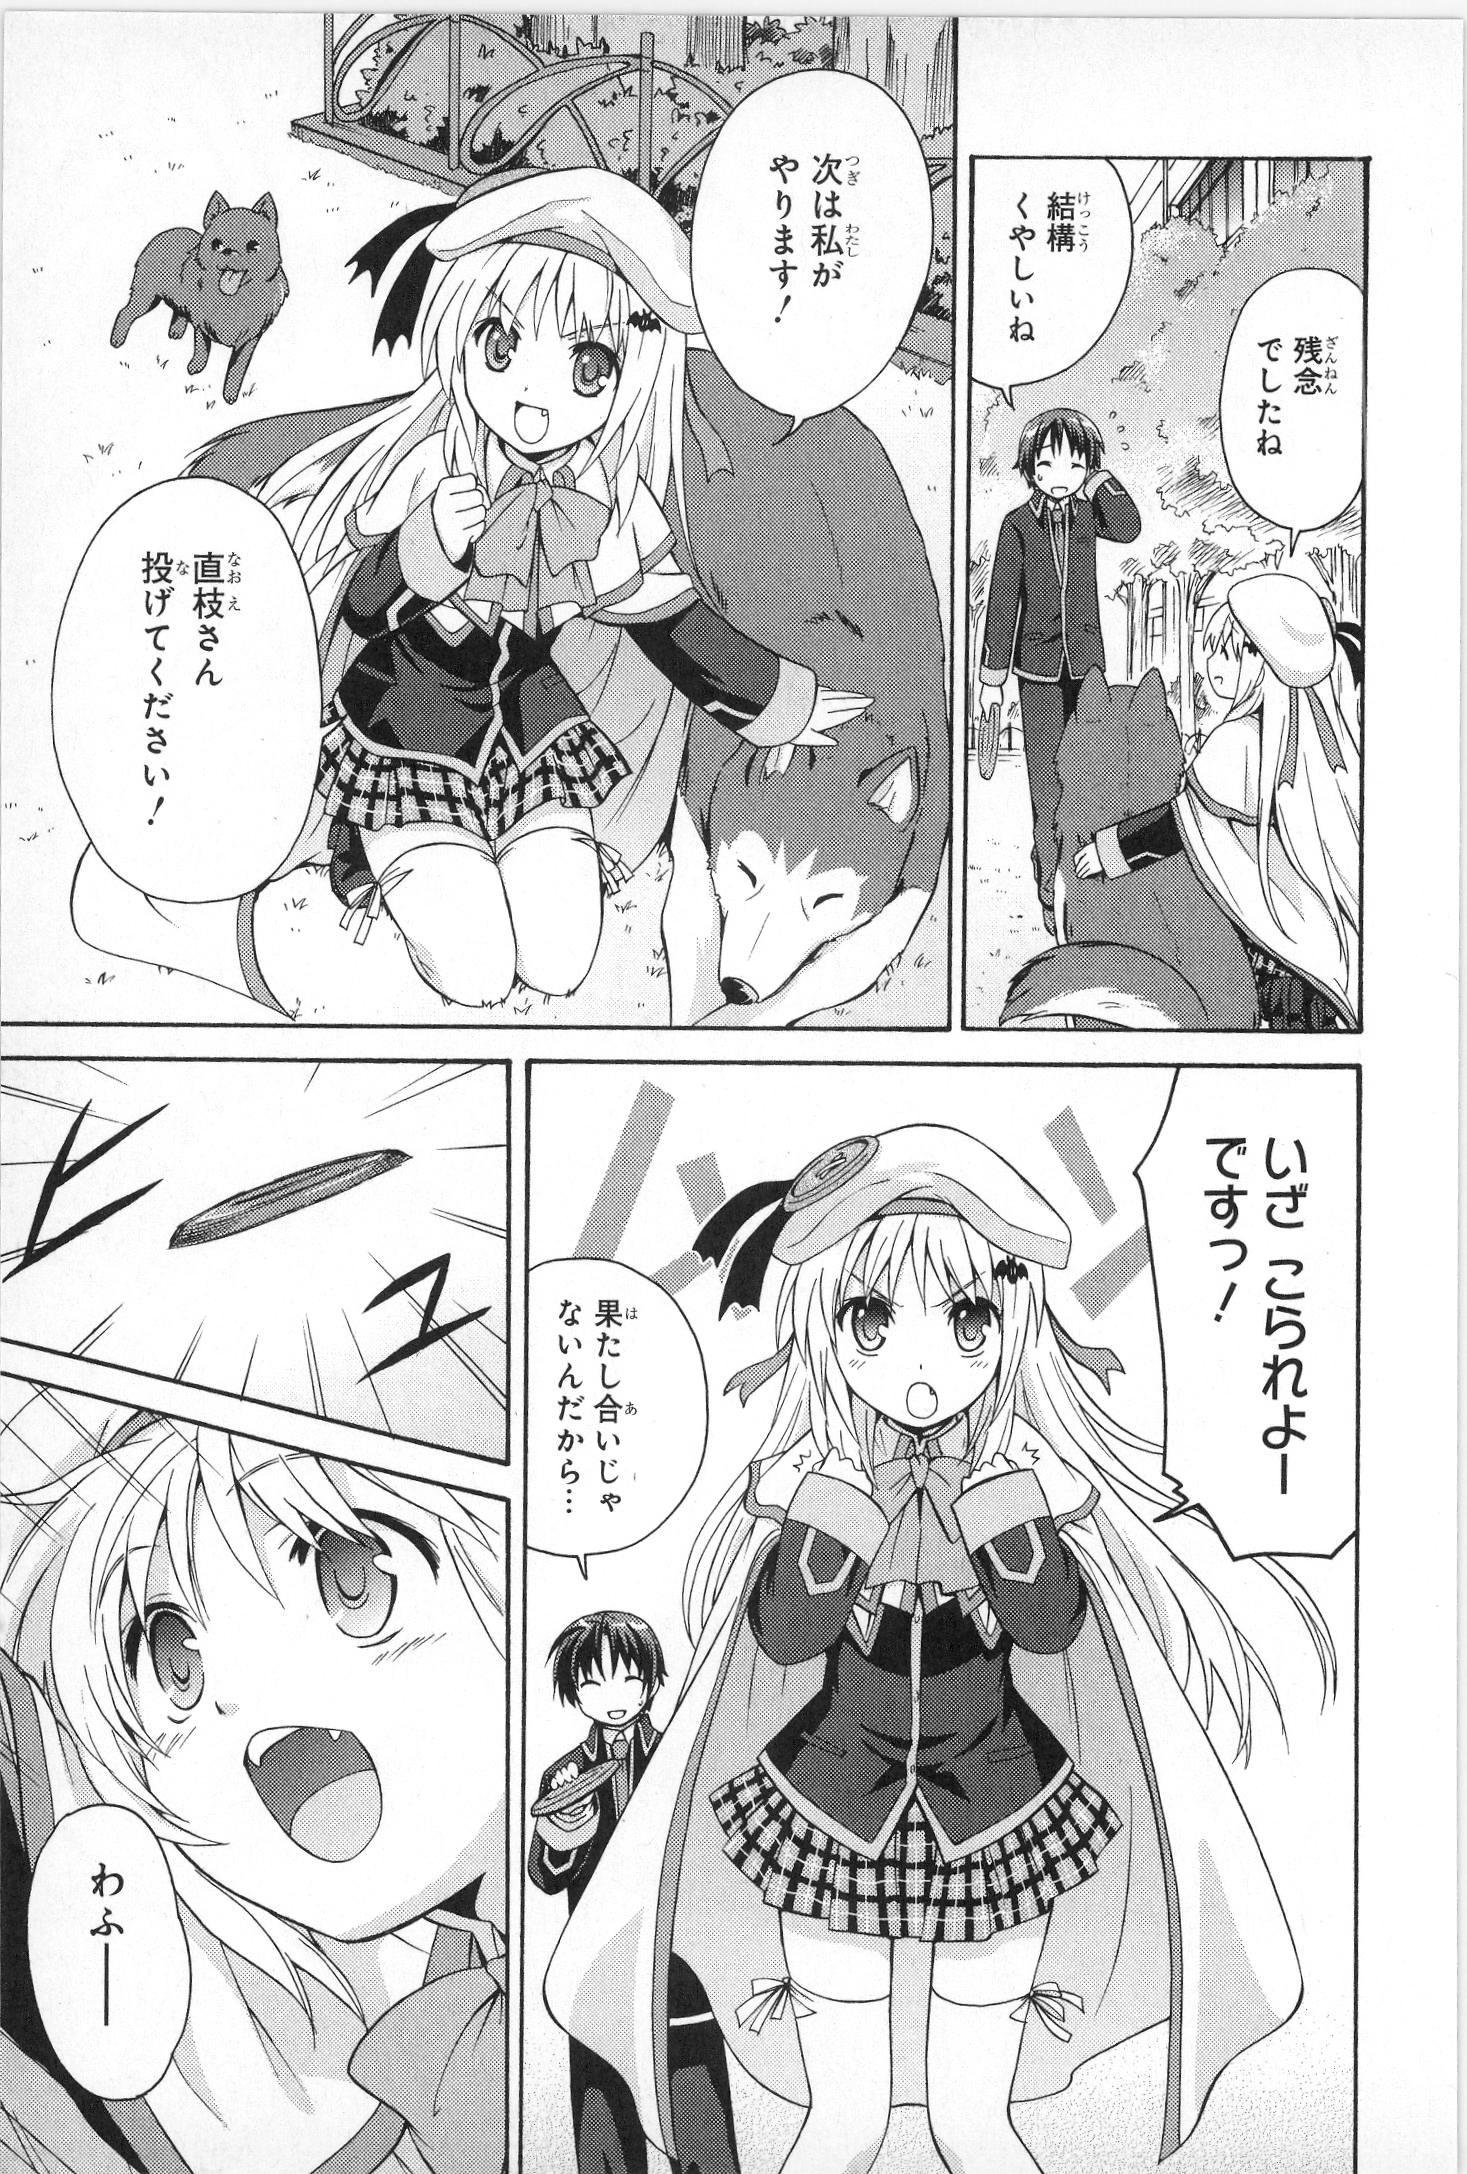 残念
でしたね
結構
くやしいね
次は私が
やります！
直枝さん
投げてください！
いざ こられよー
ですっ！
果たし合いじゃ
ないんだから…
ビュッ
わふ――